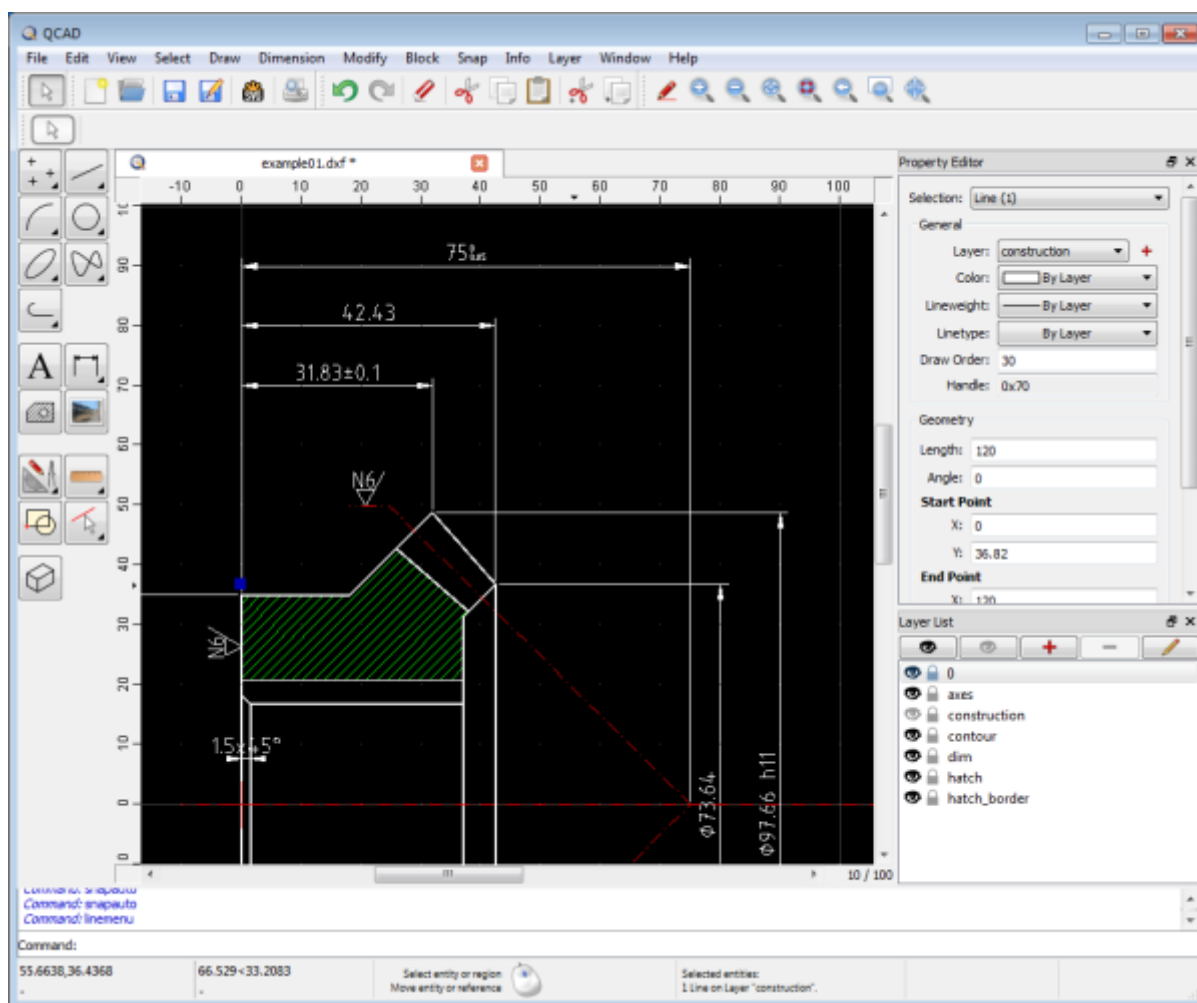 QCAD
File Edit View Select Draw Dimension Modify Block Snap Info Layer Window Help
example01.dxf *
-10 0 10 20 30 40 50 60 70 80 90 100
90
80
70
60
50
40
30
20
10
0
75
42.43
31.83±0.1
N6
N6
1.5x45°
Φ73.64
Φ97.66 h11
10 / 100
Property Editor
Selection: Line (1)
General
Layer: construction
Color: By Layer
Lineweight: By Layer
Linetype: By Layer
Draw Order: 30
Handle: 0x70
Geometry
Length: 120
Angle: 0
Start Point
X: 0
Y: 36.82
End Point
X: 120
Layer List
0
axes
construction
contour
dim
hatch
hatch_border
Command: snapauto
Command: snapauto
Command: linemenu
Command:
55.6638,36.4368
66.529<33.2083
Select entity or region
Move entity or reference
Selected entities:
1 Line on Layer "construction".